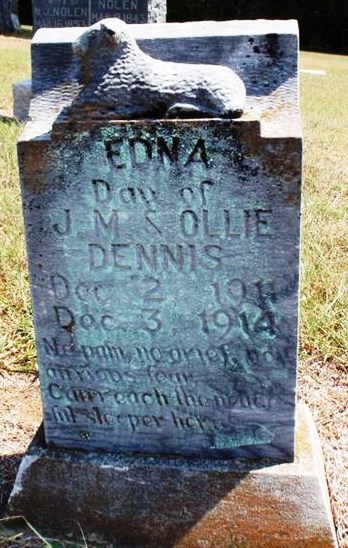 NOLEN
W.J. NOLEN
EDNA
Dau of
J M & OLLIE
DENNIS
Dec. 2, 1911
Dec. 3, 1914
No pain, no grief, no
anxious fear
Can reach the
sleeper here